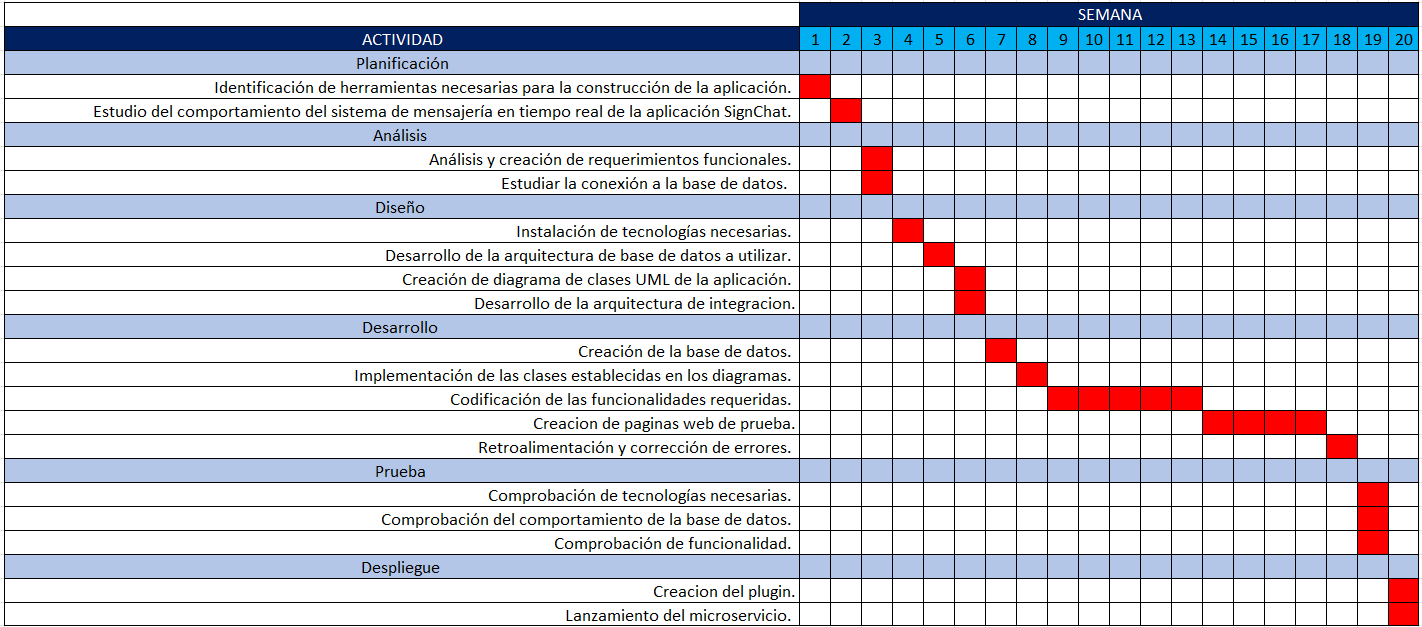 SEMANA
ACTIVIDAD 1 2 3 4 5 6 7 8 9 10 11 12 13 14 15 16 17 18 19 20
Planificación
Identificación de herramientas necesarias para la construcción de la aplicación.
Estudio del comportamiento del sistema de mensajería en tiempo real de la aplicación SignChat.
Análisis
Análisis y creación de requerimientos funcionales.
Estudiar la conexión a la base de datos.
Diseño
Instalación de tecnologías necesarias.
Desarrollo de la arquitectura de base de datos a utilizar.
Creación de diagrama de clases UML de la aplicación.
Desarrollo de la arquitectura de integracion.
Desarrollo
Creación de la base de datos.
Implementación de las clases establecidas en los diagramas.
Codificación de las funcionalidades requeridas.
Creacion de paginas web de prueba.
Retroalimentación y corrección de errores.
Prueba
Comprobación de tecnologías necesarias.
Comprobación del comportamiento de la base de datos.
Comprobación de funcionalidad.
Despliegue
Creacion del plugin.
Lanzamiento del microservicio.